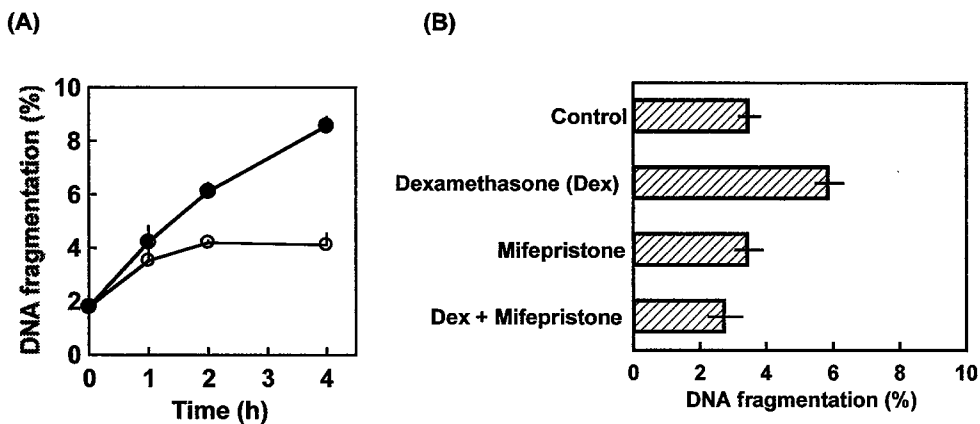 (A)
DNA fragmentation (%)
10
8
6
4
2
0
0 1 2 4
Time (h)
(B)
Control
Dexamethasone (Dex)
Mifepristone
Dex + Mifepristone
0 2 4 6 8 10
DNA fragmentation (%)